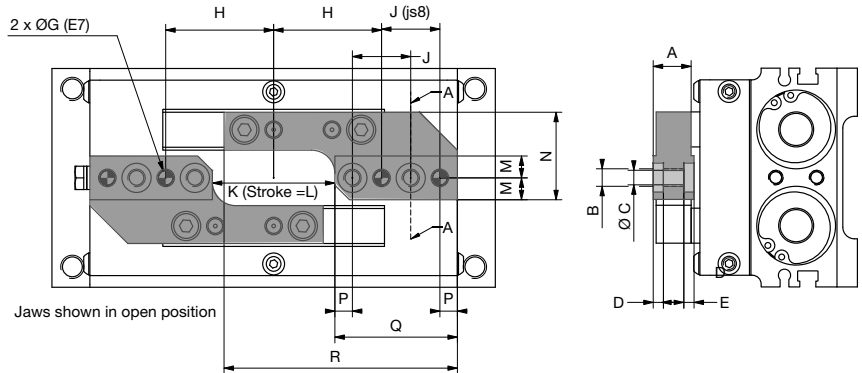 H
H
J (js8)
2 x ØG (E7)
A
J
A
N
M
K (Stroke =L)
M
B
Ø C
A
D
Jaws shown in open position
P
P
D
E
Q
R